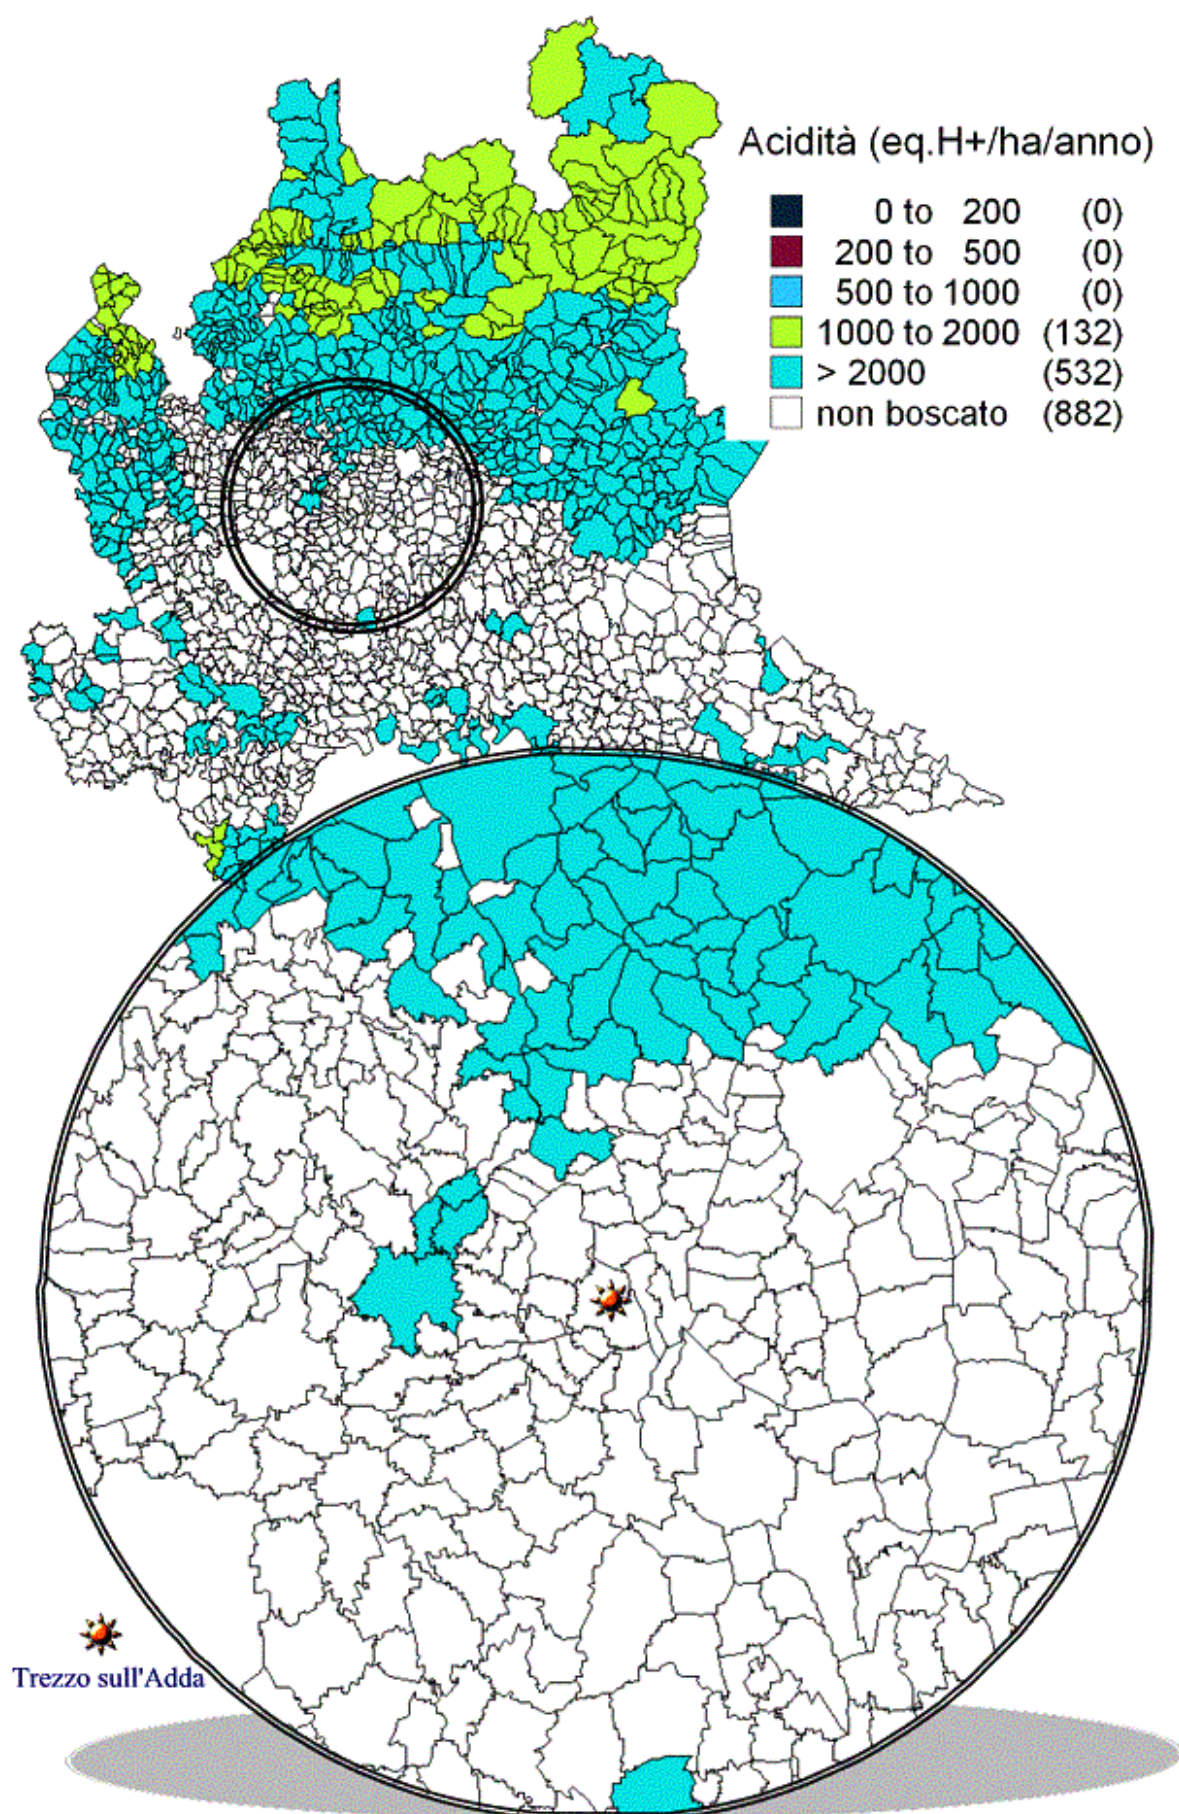 Acidità (eq.H+/ha/anno)
0 to 200 (0)
200 to 500 (0)
500 to 1000 (0)
1000 to 2000 (132)
> 2000 (532)
non boscato (882)
Trezzo sull'Adda